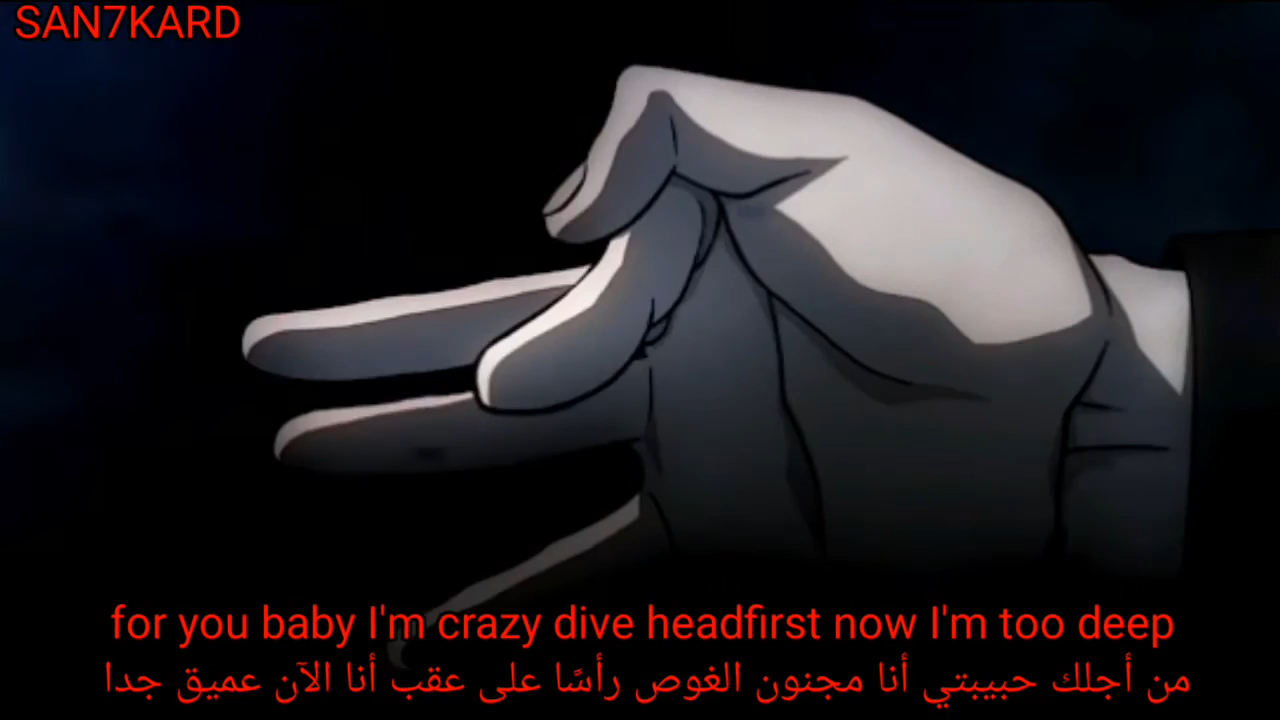 SAN7KARD
for you baby I'm crazy dive headfirst now I'm too deep
من أجلك حبيبتي أنا مجنون الغوص رأسًا على عقب أنا الآن عميق جدا